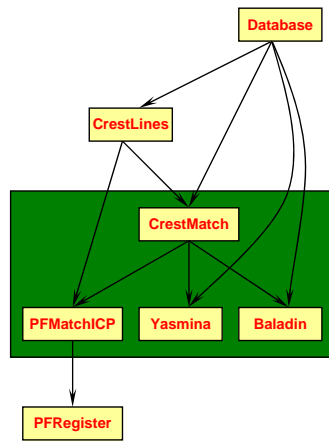 Database
CrestLines
CrestMatch
PFMatchICP
Yasmina
Baladin
PFRegister